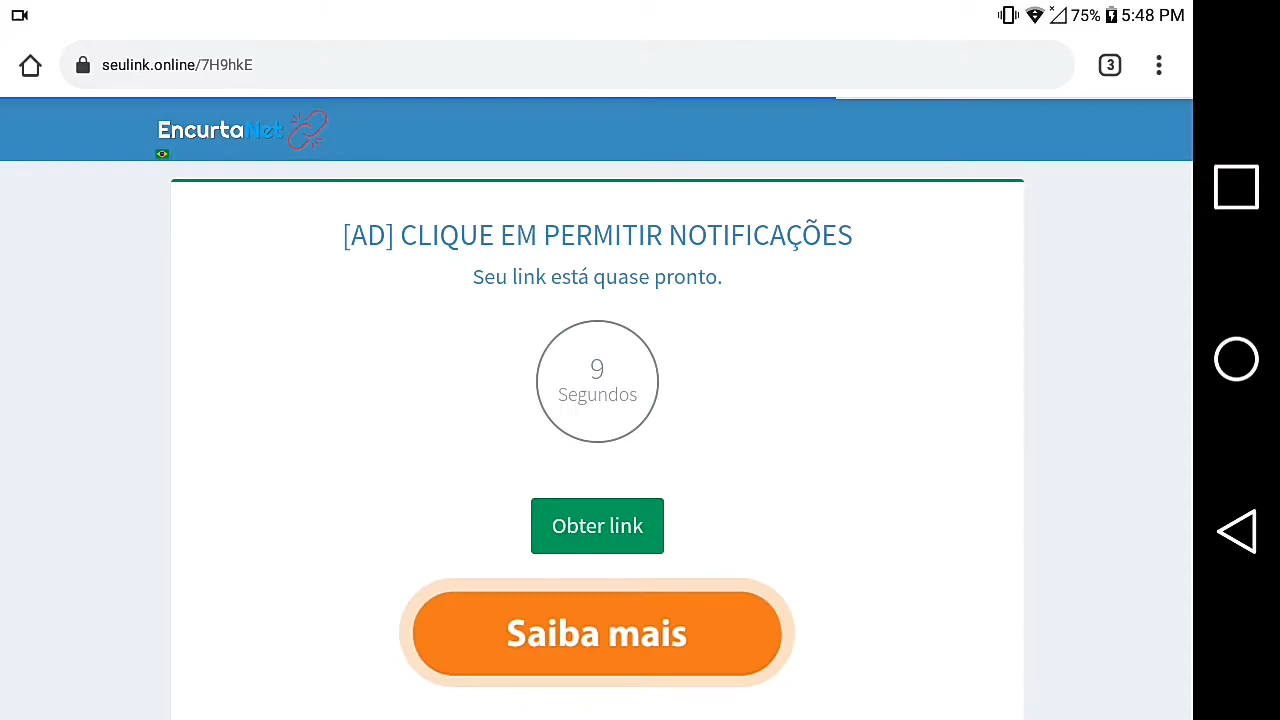 75% 5:48 PM
seulink.online/7H9hkE
3
EncurtaNet
[AD] CLIQUE EM PERMITIR NOTIFICAÇÕES
Seu link está quase pronto.
9
Segundos
Obter link
Saiba mais